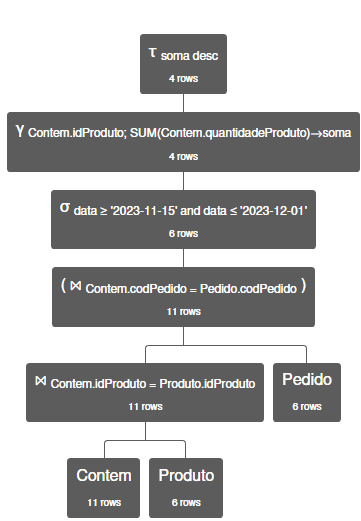 τ soma desc
4 rows
γ Contem.idProduto; SUM(Contem.quantidadeProduto)→soma
4 rows
σ data ≥ '2023-11-15' and data ≤ '2023-12-01'
6 rows
( ⋈ Contem.codPedido = Pedido.codPedido )
11 rows
⋈ Contem.idProduto = Produto.idProduto
11 rows
Pedido
6 rows
Contem
11 rows
Produto
6 rows